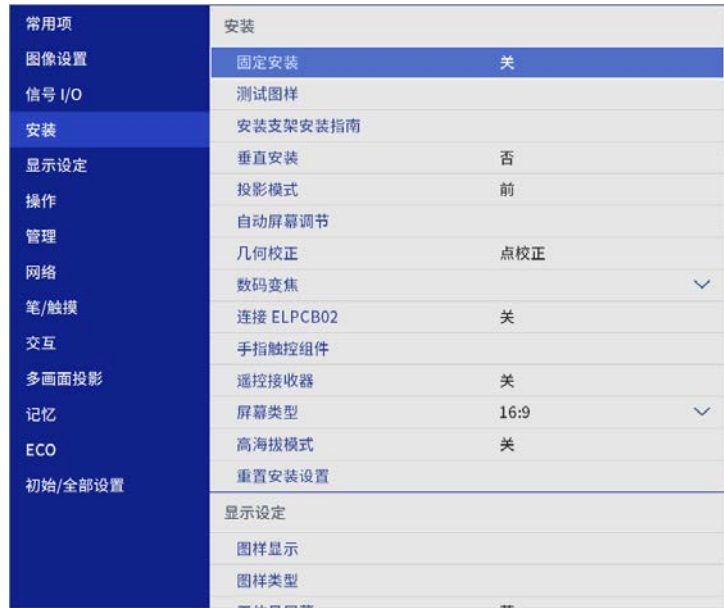 常用项
图像设置
信号 I/O
安装
显示设定
操作
管理
网络
笔/触摸
交互
多画面投影
记忆
ECO
初始/全部设置
安装
固定安装 关
测试图样
安装支架安装指南
垂直安装 否
投影模式 前
自动屏幕调节
几何校正 点校正
数码变焦
连接 ELPCB02 关
手指触控组件
遥控接收器 关
屏幕类型 16:9
高海拔模式 关
重置安装设置
显示设定
图样显示
图样类型